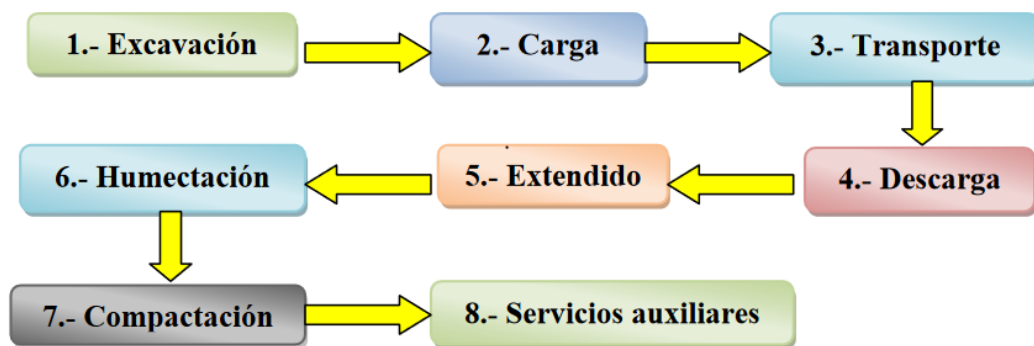 1.- Excavación
2.- Carga
3.- Transporte
4.- Descarga
5.- Extendido
6.- Humectación
7.- Compactación
8.- Servicios auxiliares